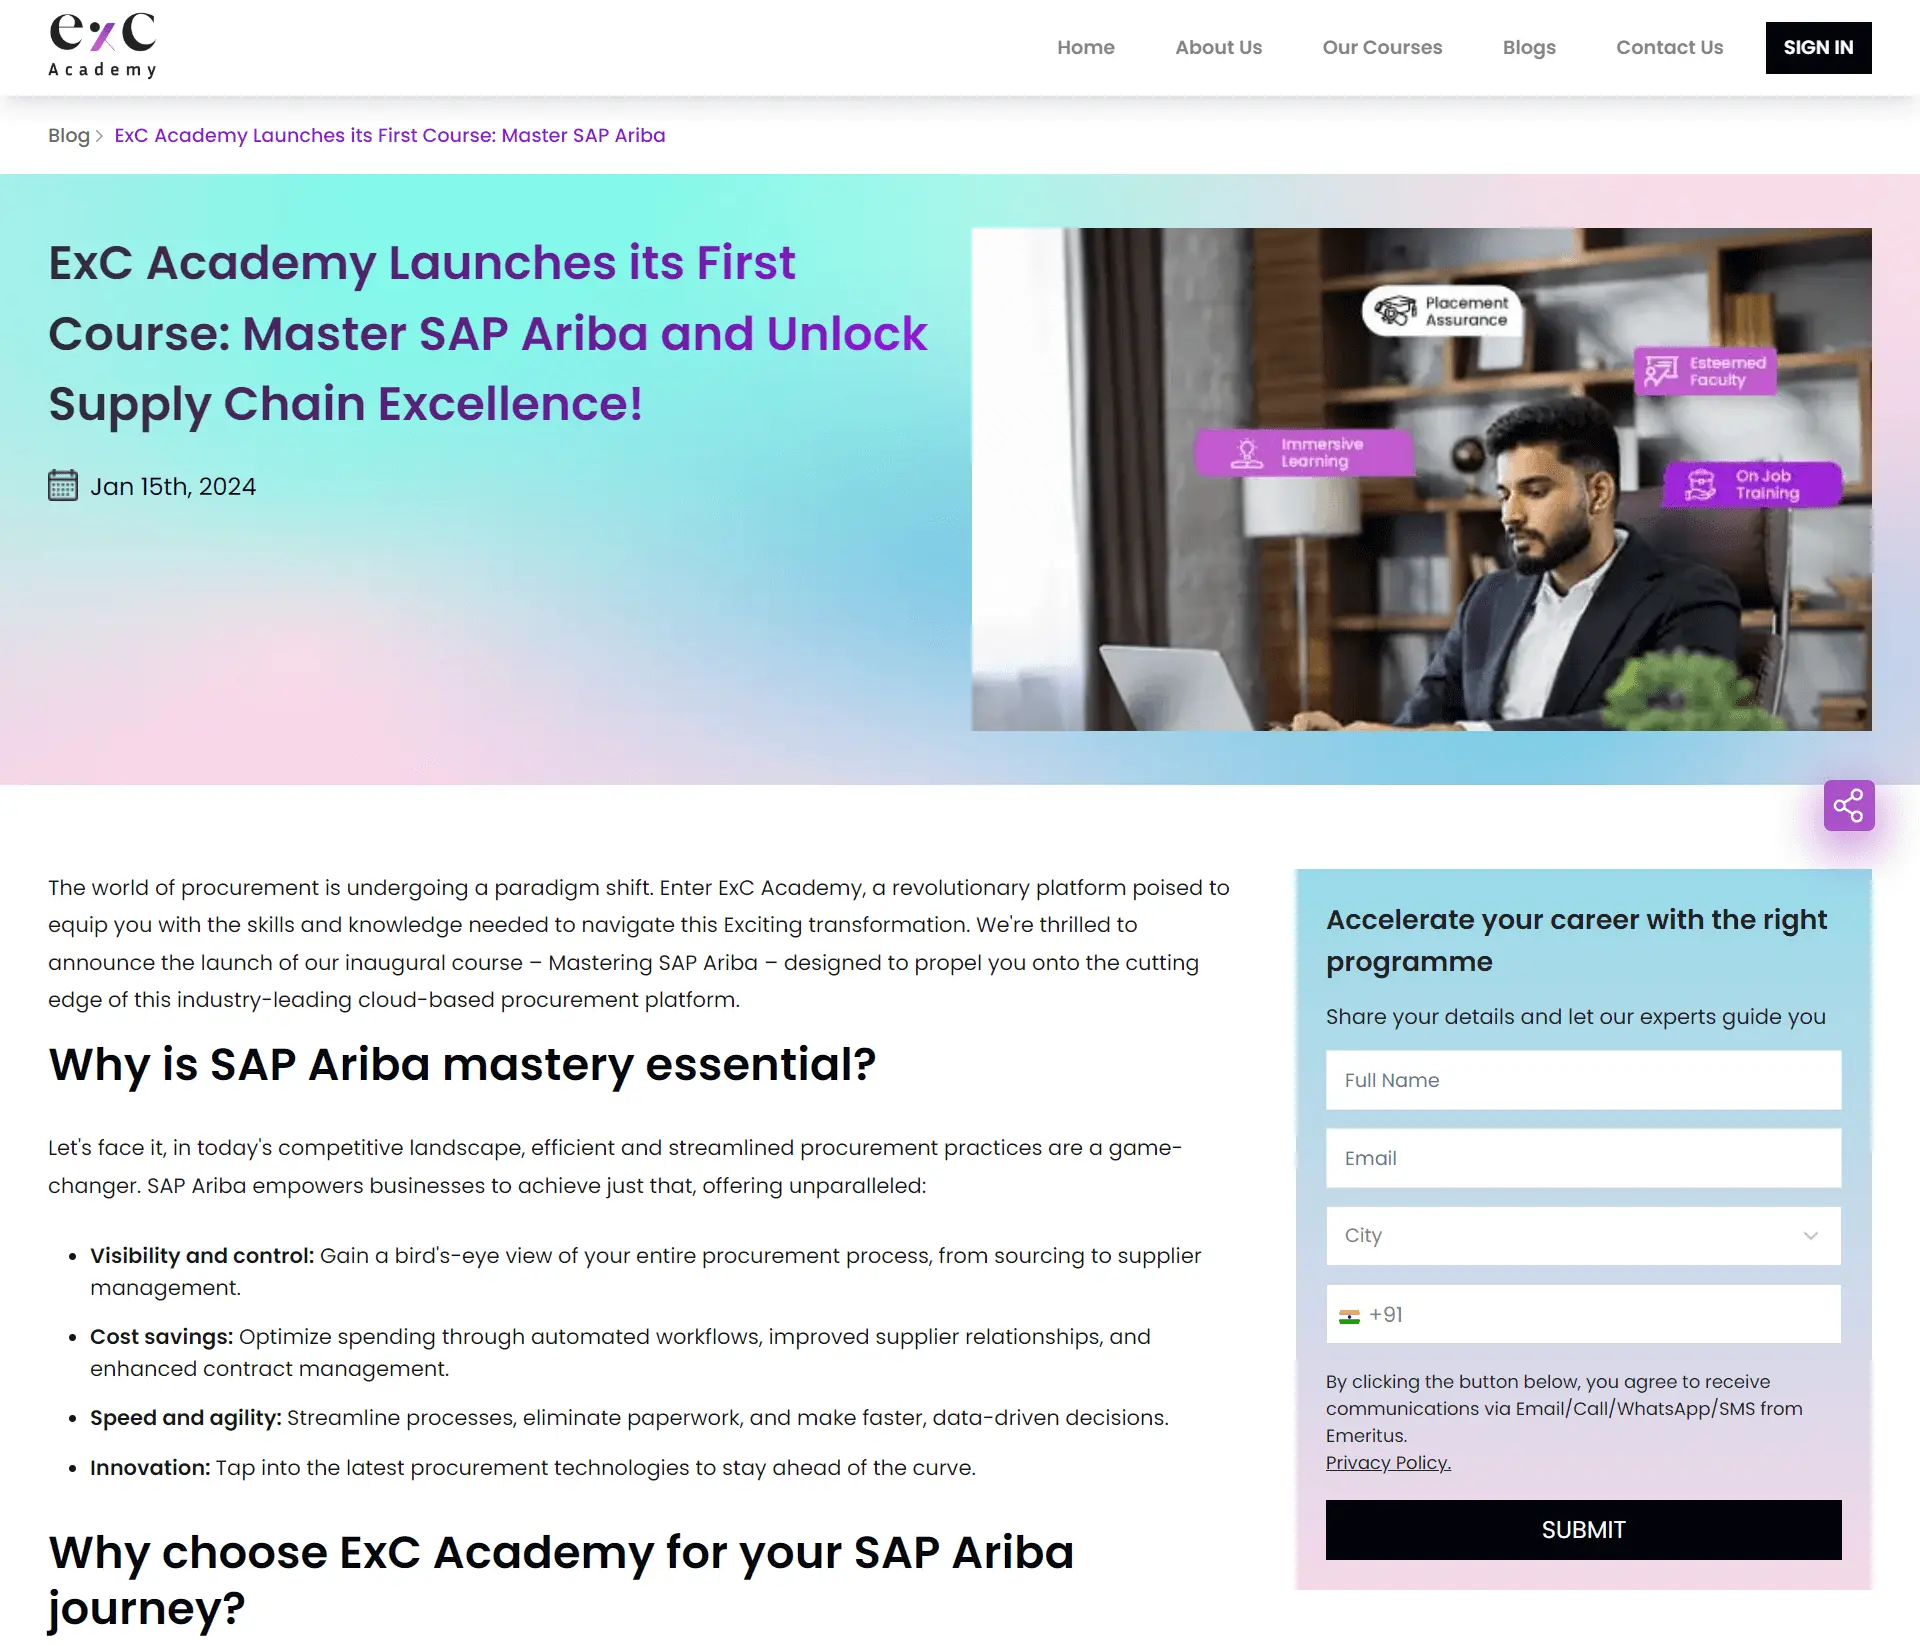 exC
Academy
Home
About Us
Our Courses
Blogs
Contact Us
SIGN IN
Blog
ExC Academy Launches its First Course: Master SAP Ariba
ExC Academy Launches its First
Course: Master SAP Ariba and Unlock
Supply Chain Excellence!
Jan 15th, 2024
Placement
Assurance
Esteemed
Faculty
Immersive
Learning
On Job
Training
The world of procurement is undergoing a paradigm shift. Enter ExC Academy, a revolutionary platform poised to
equip you with the skills and knowledge needed to navigate this Exciting transformation. We're thrilled to
announce the launch of our inaugural course – Mastering SAP Ariba – designed to propel you onto the cutting
edge of this industry-leading cloud-based procurement platform.
Why is SAP Ariba mastery essential?
Let's face it, in today's competitive landscape, efficient and streamlined procurement practices are a game-
changer. SAP Ariba empowers businesses to achieve just that, offering unparalleled:
• Visibility and control: Gain a bird's-eye view of your entire procurement process, from sourcing to supplier
management.
• Cost savings: Optimize spending through automated workflows, improved supplier relationships, and
enhanced contract management.
• Speed and agility: Streamline processes, eliminate paperwork, and make faster, data-driven decisions.
• Innovation: Tap into the latest procurement technologies to stay ahead of the curve.
Why choose ExC Academy for your SAP Ariba
journey?
Accelerate your career with the right
programme
Share your details and let our experts guide you
Full Name
Email
City
+91
By clicking the button below, you agree to receive
communications via Email/Call/WhatsApp/SMS from
Emeritus.
Privacy Policy.
SUBMIT